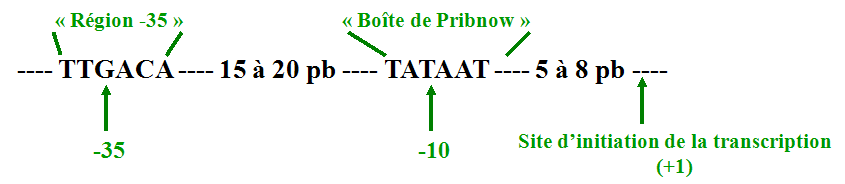 « Région -35 » « Boîte de Pribnow »
---- TTGACA ---- 15 à 20 pb ---- TATAAT ---- 5 à 8 pb ----
-35 -10 Site d’initiation de la transcription
(+1)